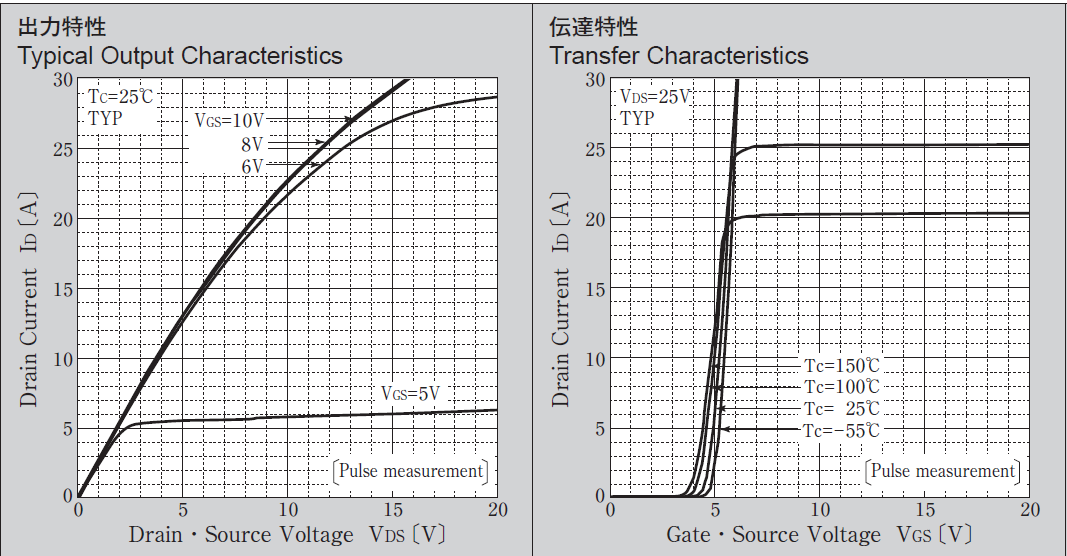 出力特性
Typical Output Characteristics
30
25
20
15
10
5
0
Drain Current ID〔A〕
TC=25℃
TYP
VGS=10V
8V
6V
VGS=5V
〔Pulse measurement〕
0 5 10 15 20
Drain・Source Voltage VDS〔V〕
伝達特性
Transfer Characteristics
30
25
20
15
10
5
0
Drain Current ID〔A〕
VDS=25V
TYP
Tc=150℃
Tc=100℃
Tc= 25℃
Tc=-55℃
〔Pulse measurement〕
0 5 10 15 20
Gate・Source Voltage VGS〔V〕